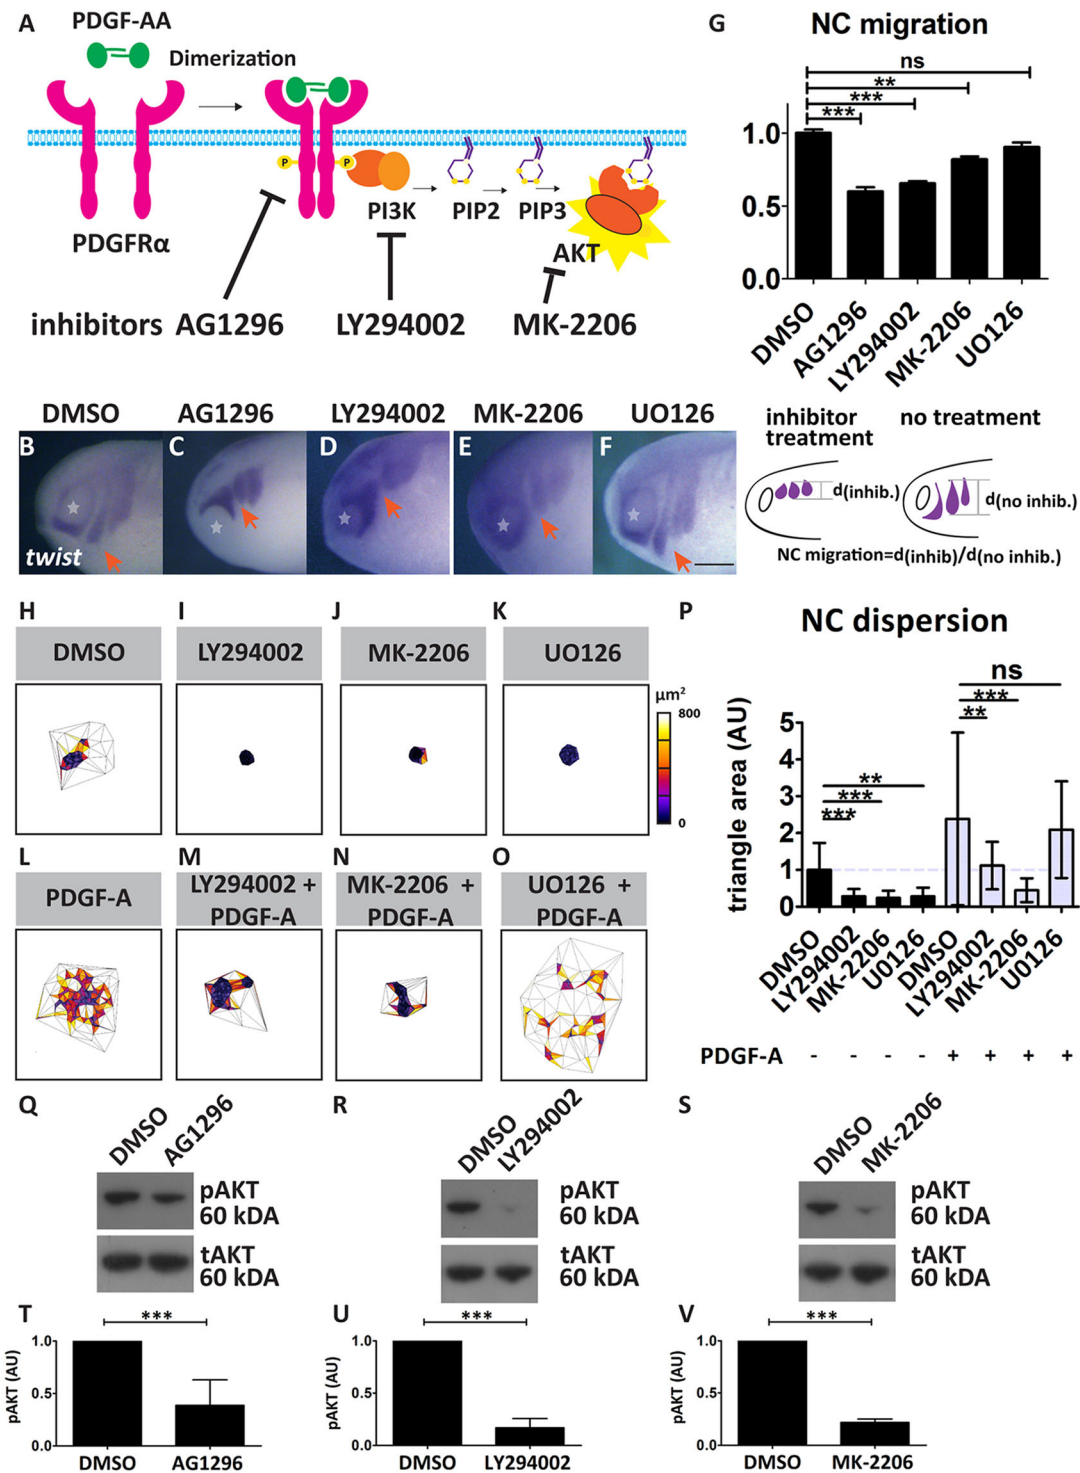 A
PDGF-AA
Dimerization
P
P
PI3K
PIP2
PIP3
AKT
PDGFRα
inhibitors AG1296
LY294002
MK-2206
G
NC migration
ns
**
***
***
1.0
0.5
0.0
DMSO
AG1296
LY294002
MK-2206
UO126
inhibitor
treatment
no treatment
d(inhib.)
d(no inhib.)
NC migration=d(inhib)/d(no inhib.)
DMSO
AG1296
LY294002
MK-2206
UO126
B
C
D
E
F
twist
H
I
J
K
DMSO
LY294002
MK-2206
UO126
µm²
800
0
L
M
N
O
PDGF-A
LY294002 +
PDGF-A
MK-2206 +
PDGF-A
UO126 +
PDGF-A
P
NC dispersion
triangle area (AU)
5
4
3
2
1
0
**
***
***
ns
***
**
DMSO
LY294002
MK-2206
U0126
DMSO
LY294002
MK-2206
U0126
PDGF-A - - - - + + + +
Q
DMSO
AG1296
pAKT
60 kDA
tAKT
60 kDA
R
DMSO
LY294002
pAKT
60 kDA
tAKT
60 kDA
S
DMSO
MK-2206
pAKT
60 kDA
tAKT
60 kDA
T
***
pAKT (AU)
1.0
0.5
0.0
DMSO
AG1296
U
***
pAKT (AU)
1.0
0.5
0.0
DMSO
LY294002
V
***
pAKT (AU)
1.0
0.5
0.0
DMSO
MK-2206